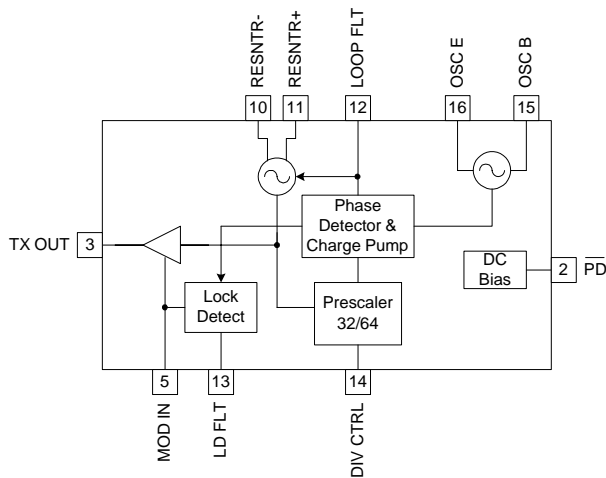 RESNTR-
RESNTR+
LOOP FLT
OSC E
OSC B
10
11
12
16
15
Phase
Detector &
Charge Pump
TX OUT
3
DC
Bias
2
PD
Lock
Detect
Prescaler
32/64
5
13
14
MOD IN
LD FLT
DIV CTRL